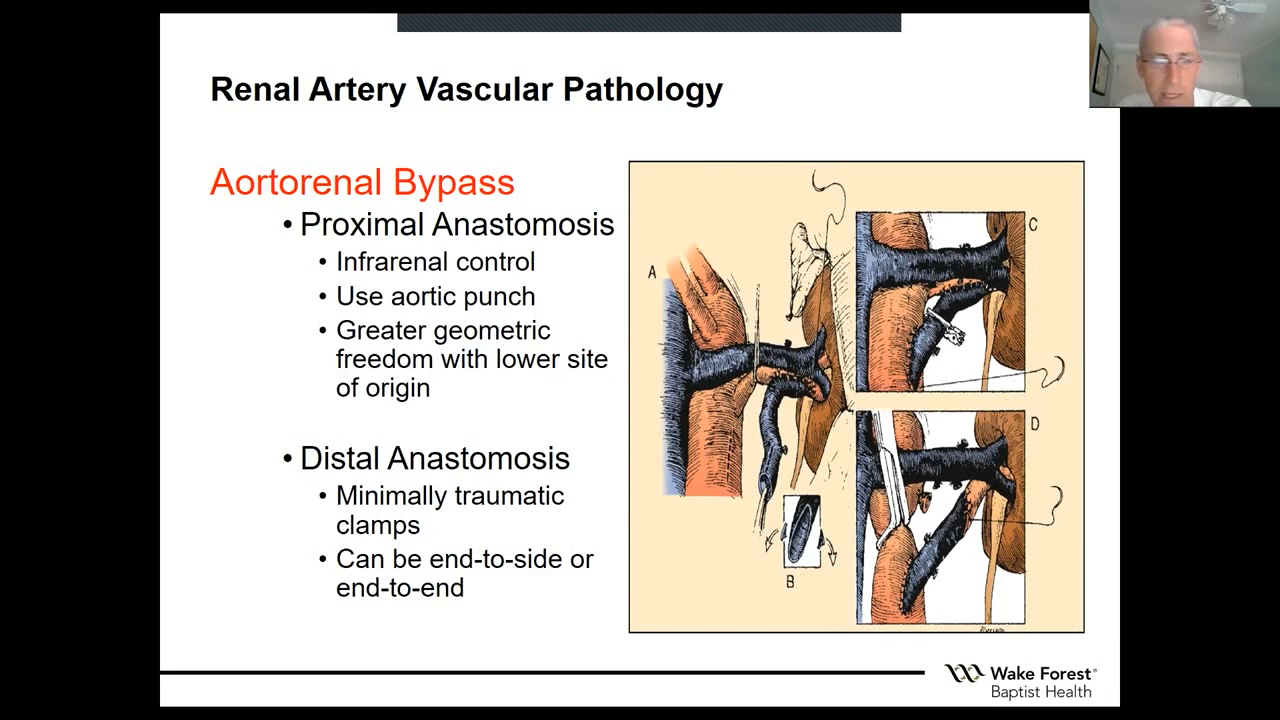 Renal Artery Vascular Pathology
Aortorenal Bypass
• Proximal Anastomosis
• Infrarenal control
• Use aortic punch
• Greater geometric
freedom with lower site
of origin
• Distal Anastomosis
• Minimally traumatic
clamps
• Can be end-to-side or
end-to-end
A
B
C
D
Wake Forest®
Baptist Health